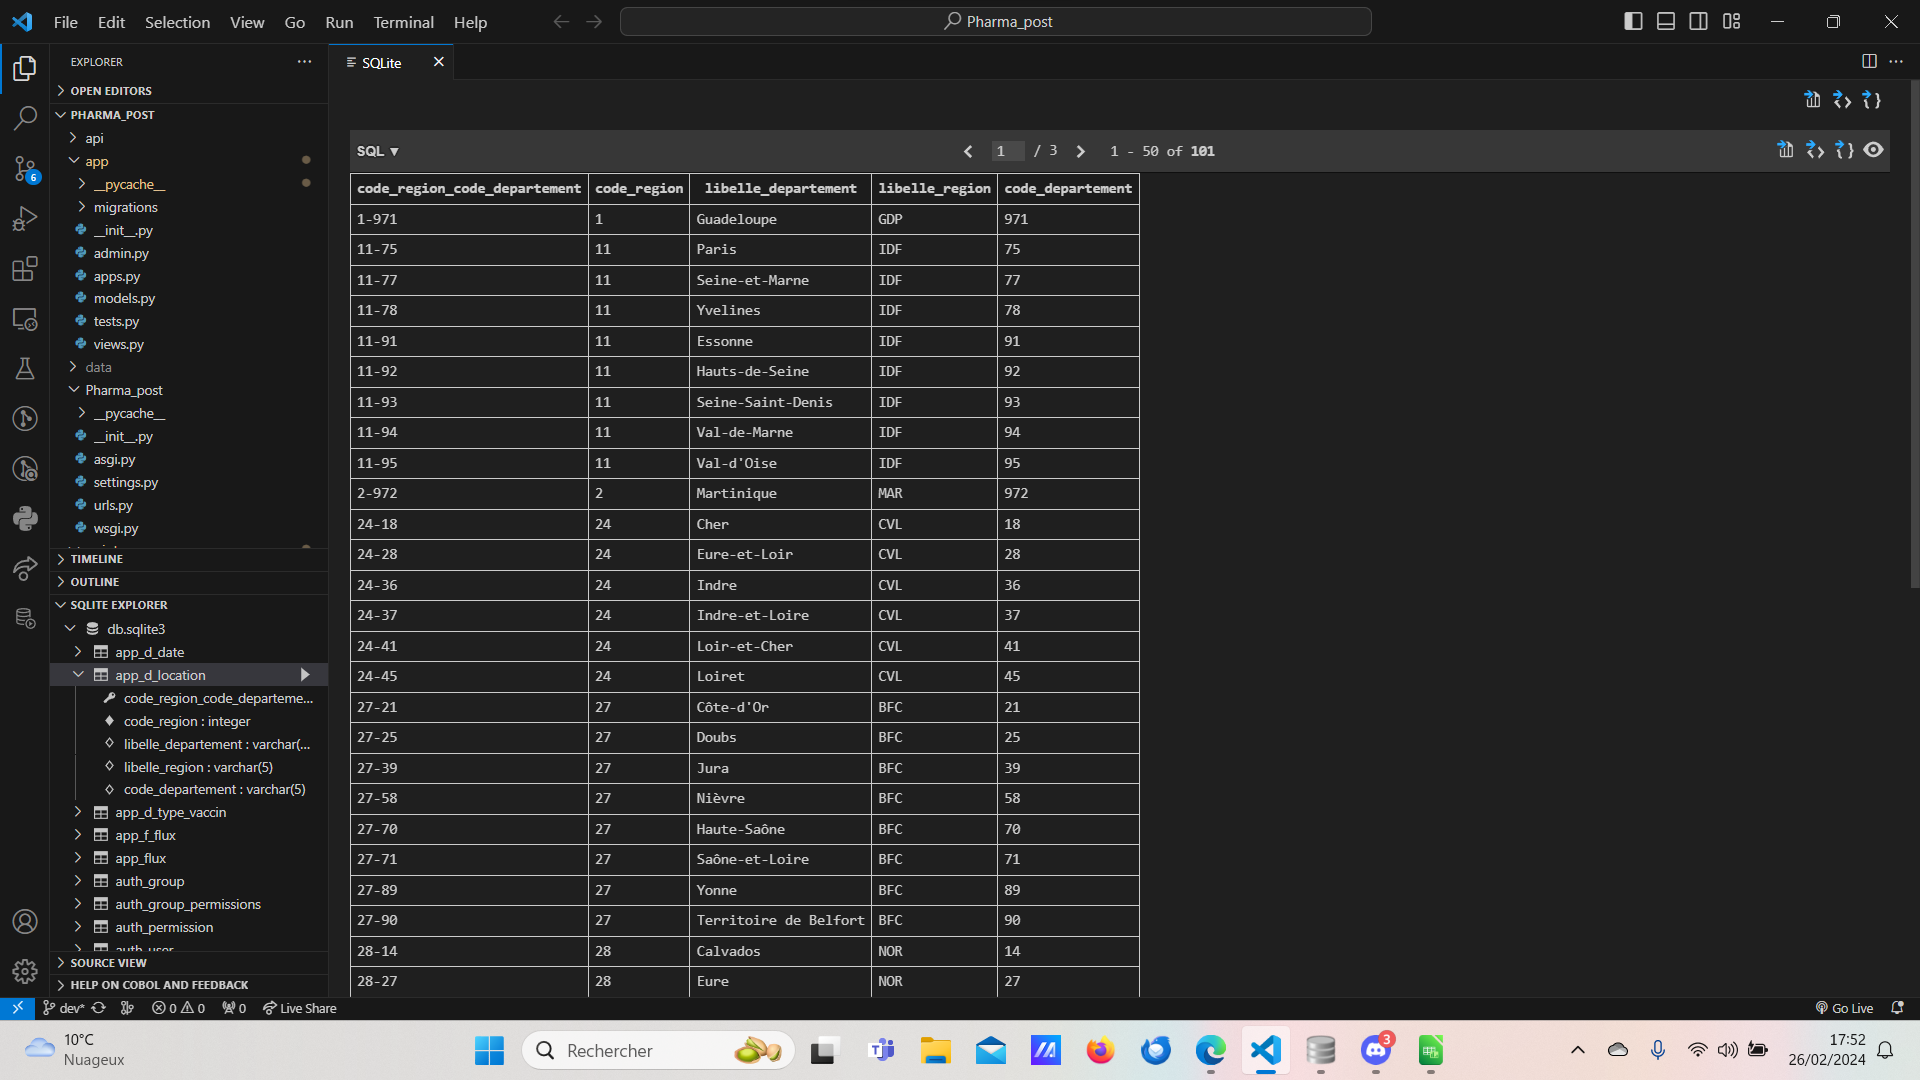 File Edit Selection View Go Run Terminal Help
Pharma_post
EXPLORER
OPEN EDITORS
PHARMA_POST
api
app
__pycache__
migrations
__init__.py
admin.py
apps.py
models.py
tests.py
views.py
data
Pharma_post
__pycache__
__init__.py
asgi.py
settings.py
urls.py
wsgi.py
TIMELINE
OUTLINE
SQLITE EXPLORER
db.sqlite3
app_d_date
app_d_location
code_region_code_departeme...
code_region : integer
libelle_departement : varchar(...
libelle_region : varchar(5)
code_departement : varchar(5)
app_d_type_vaccin
app_f_flux
app_flux
auth_group
auth_group_permissions
auth_permission
auth_user
SOURCE VIEW
HELP ON COBOL AND FEEDBACK
6
SQLite
SQL ▼ 1 / 3 1 - 50 of 101
code_region_code_departement code_region libelle_departement libelle_region code_departement
1-971 1 Guadeloupe GDP 971
11-75 11 Paris IDF 75
11-77 11 Seine-et-Marne IDF 77
11-78 11 Yvelines IDF 78
11-91 11 Essonne IDF 91
11-92 11 Hauts-de-Seine IDF 92
11-93 11 Seine-Saint-Denis IDF 93
11-94 11 Val-de-Marne IDF 94
11-95 11 Val-d'Oise IDF 95
2-972 2 Martinique MAR 972
24-18 24 Cher CVL 18
24-28 24 Eure-et-Loir CVL 28
24-36 24 Indre CVL 36
24-37 24 Indre-et-Loire CVL 37
24-41 24 Loir-et-Cher CVL 41
24-45 24 Loiret CVL 45
27-21 27 Côte-d'Or BFC 21
27-25 27 Doubs BFC 25
27-39 27 Jura BFC 39
27-58 27 Nièvre BFC 58
27-70 27 Haute-Saône BFC 70
27-71 27 Saône-et-Loire BFC 71
27-89 27 Yonne BFC 89
27-90 27 Territoire de Belfort BFC 90
28-14 28 Calvados NOR 14
28-27 28 Eure NOR 27
dev* 0 0 0 Live Share Go Live
10°C
Nuageux
Rechercher
3
17:52
26/02/2024